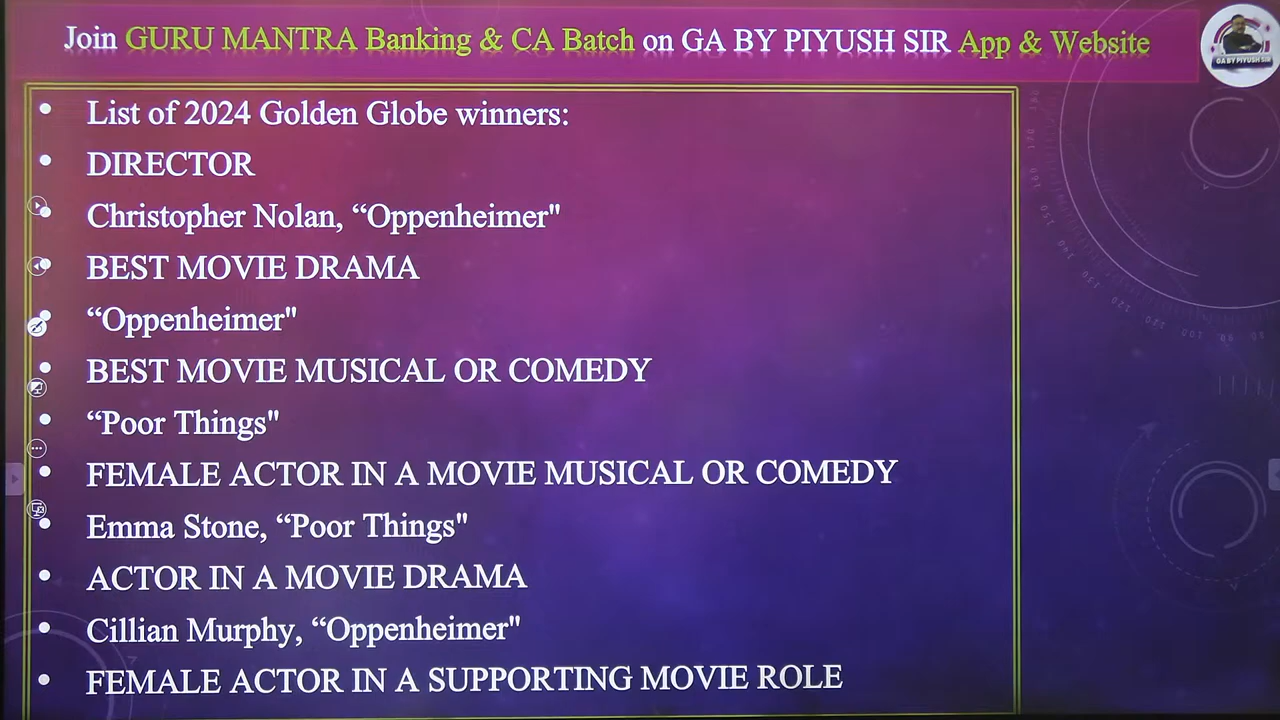 Join GURU MANTRA Banking & CA Batch on GA BY PIYUSH SIR App & Website
GA BY PIYUSH SIR
• List of 2024 Golden Globe winners:
• DIRECTOR
• Christopher Nolan, “Oppenheimer"
• BEST MOVIE DRAMA
• “Oppenheimer"
• BEST MOVIE MUSICAL OR COMEDY
• “Poor Things"
• FEMALE ACTOR IN A MOVIE MUSICAL OR COMEDY
• Emma Stone, “Poor Things"
• ACTOR IN A MOVIE DRAMA
• Cillian Murphy, “Oppenheimer"
• FEMALE ACTOR IN A SUPPORTING MOVIE ROLE